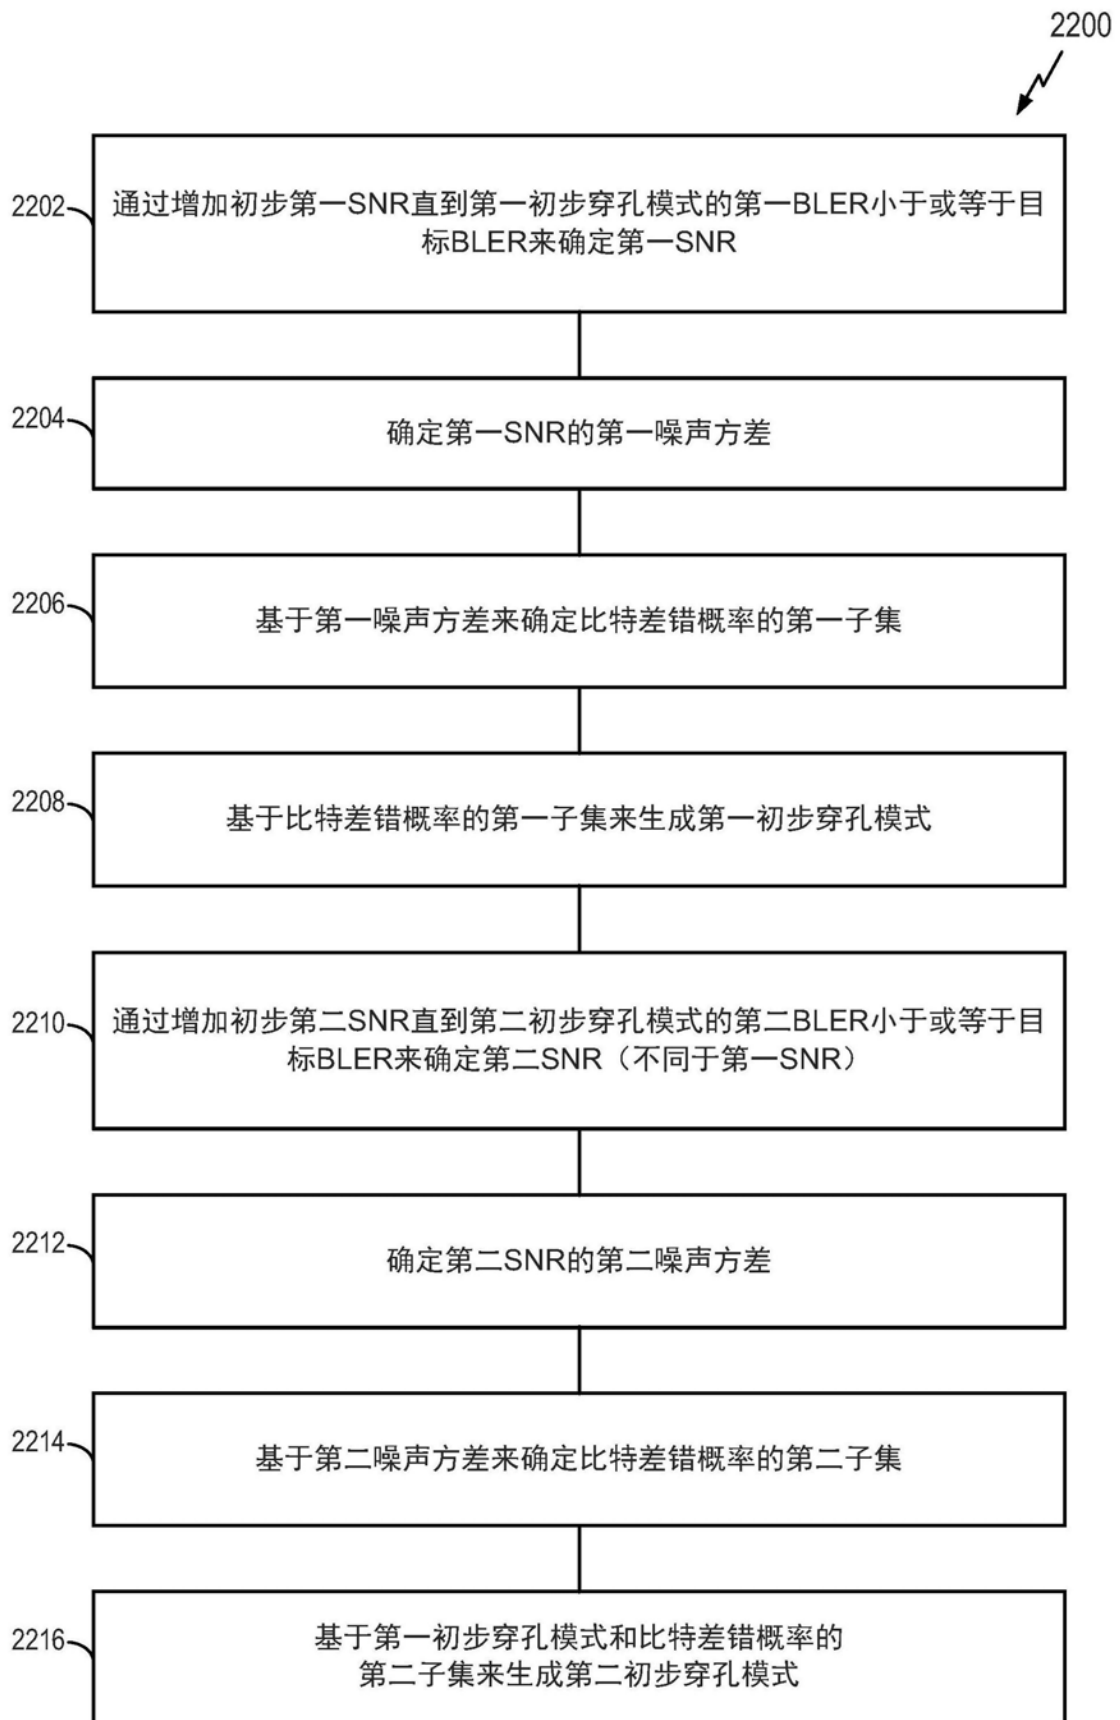 2200
2202
通过增加初步第一SNR直到第一初步穿孔模式的第一BLER小于或等于目
标BLER来确定第一SNR
2204
确定第一SNR的第一噪声方差
2206
基于第一噪声方差来确定比特差错概率的第一子集
2208
基于比特差错概率的第一子集来生成第一初步穿孔模式
2210
通过增加初步第二SNR直到第二初步穿孔模式的第二BLER小于或等于目
标BLER来确定第二SNR（不同于第一SNR）
2212
确定第二SNR的第二噪声方差
2214
基于第二噪声方差来确定比特差错概率的第二子集
2216
基于第一初步穿孔模式和比特差错概率的
第二子集来生成第二初步穿孔模式